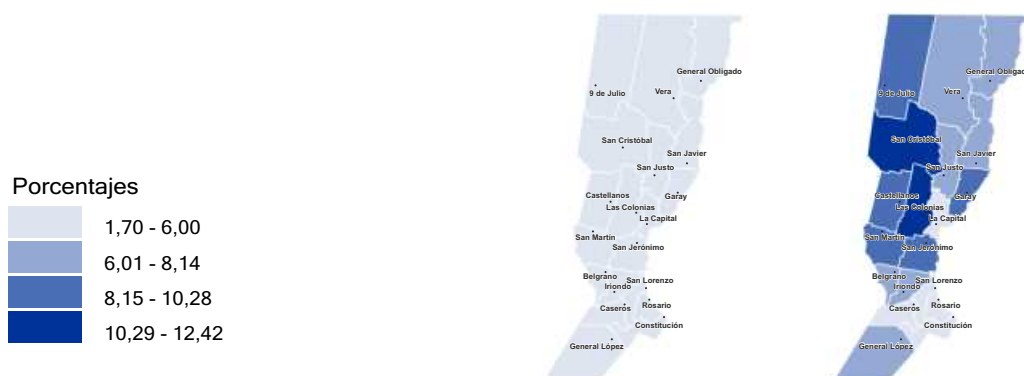 Porcentajes
1,70 - 6,00
6,01 - 8,14
8,15 - 10,28
10,29 - 12,42
General Obligado
9 de Julio
Vera
San Cristóbal
San Javier
San Justo
Castellanos
Garay
Las Colonias
La Capital
San Martín
San Jerónimo
Belgrano
San Lorenzo
Iriondo
Rosario
Caseros
Constitución
General López
General Obligad
9 de Julio
Vera
San Cristóbal
San Javier
San Justo
Castellanos
Garay
Las Colonias
La Capital
San Martín
San Jerónimo
Belgrano
San Lorenzo
Iriondo
Rosario
Caserós
Constitución
General López